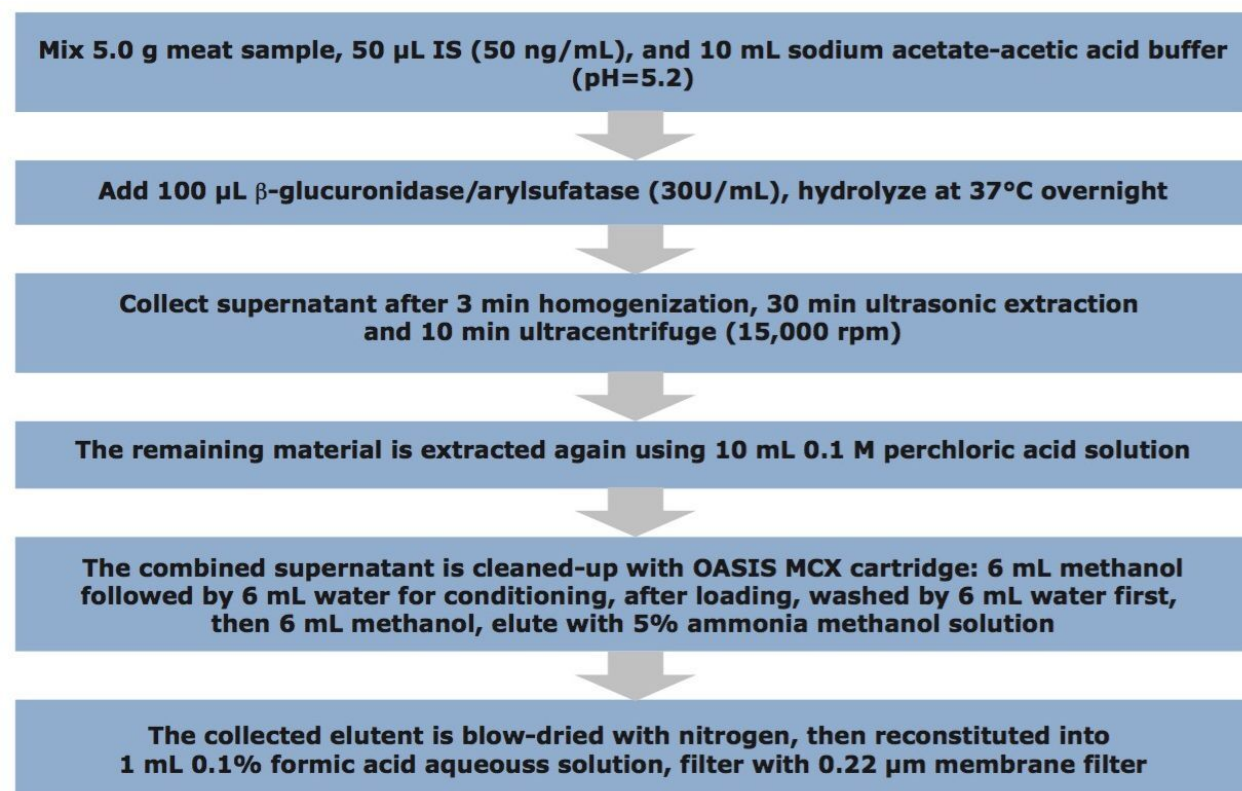 Mix 5.0 g meat sample, 50 µL IS (50 ng/mL), and 10 mL sodium acetate-acetic acid buffer
(pH=5.2)
Add 100 µL β-glucuronidase/arylsufatase (30U/mL), hydrolyze at 37°C overnight
Collect supernatant after 3 min homogenization, 30 min ultrasonic extraction
and 10 min ultracentrifuge (15,000 rpm)
The remaining material is extracted again using 10 mL 0.1 M perchloric acid solution
The combined supernatant is cleaned-up with OASIS MCX cartridge: 6 mL methanol
followed by 6 mL water for conditioning, after loading, washed by 6 mL water first,
then 6 mL methanol, elute with 5% ammonia methanol solution
The collected elutent is blow-dried with nitrogen, then reconstituted into
1 mL 0.1% formic acid aqueouss solution, filter with 0.22 µm membrane filter